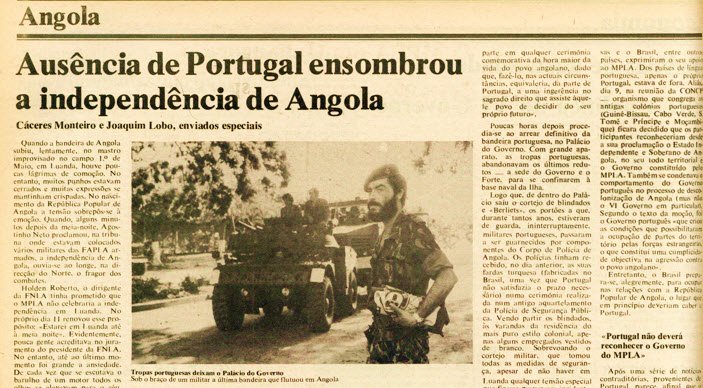 Angola
Ausência de Portugal ensombrou
a independência de Angola
Cáceres Monteiro e Joaquim Lobo, enviados especiais
Quando a bandeira de Angola
subiu, lentamente, no mastro
improvisado no campo 1.º de
Maio, em Luanda, houve poucas
lágrimas de comoção. No
entanto, muitos punhos estavam
cerrados e muitas expressões se
mantinham crispadas. No nascimento
da República Popular de
Angola a tensão sobrepôs-se à
emoção. Quando, alguns minutos
depois da meia-noite, Agostinho
Neto proclamou, na tribuna
onde estavam colocados
vários militares das FAPLA armados,
a independência de Angola,
ouvia-se ao longe, na direcção
do Norte, o fragor dos
combates.
Holden Roberto, o dirigente
da FNLA tinha prometido que
o MPLA não celebraria a independência
em Luanda. No
próprio dia 11 renovou esse propósito:
«Estarei em Luanda até
à meia noite». Evidentemente,
pouca gente acreditava no juramento
do presidente da FNLA.
No entanto, até ao último momento
foi grande a ansiedade.
De cada vez que se escutava o
barulho de um motor todos os
Tropas portuguesas deixam o Palácio do Governo
Sob o braço de um militar a última bandeira que flutuou em Angola
parte em qualquer cerimónia
comemorativa da hora maior da
vida do povo angolano, dado
que, fazê-lo, nas actuais circunstâncias,
equivaleria, da parte de
Portugal, a uma ingerência no
sagrado direito que assiste àquele
povo de decidir do seu
próprio futuro».
Poucas horas depois procedia-se
ao arrear definitivo da
bandeira portuguesa, no Palácio
do Governo. Com grande aparato,
as tropas portuguesas,
abandonavam os últimos redutos
— a sede do Governo e o
Forte, para se confinarem à
base naval da Ilha.
Logo que, de dentro do Palácio
saíu o cortejo de blindados
e «Berliets», os portões a que,
durante tantos anos, estiveram
de guarda, ininterruptamente,
militares portugueses, passaram
a ser guarnecidos por componentes
do Corpo de Polícia de
Angola. Os polícias tinham recebido,
no dia anterior, as suas
fardas turquesa (fabricadas no
Brasil, uma vez que Portugal
não satisfazia o prazo necessário)
numa cerimónia realizada
num antigo aquartelamento
da Polícia de Segurança Pública.
Vendo partir os blindados,
às varandas da residência do
mais puro estilo colonial, apenas
alguns empregados vestidos
de branco. Sobrevoando o
cortejo militar, que tomou
todas as medidas de segurança,
apesar de não haver em
Luanda qualquer tensão especial
e o Brasil, entre outros
países, exprimiram o seu apoio
ao MPLA. Dos países de língua
portuguesa, apenas o próprio
Portugal, estava de fora. Aliás,
dia 9, na reunião da CONCP
— organismo que congrega as
antigas colónias portuguesas
(Guiné-Bissau, Cabo Verde, S.
Tomé e Príncipe e Moçambique)
ficara decidido que os participantes
reconheceriam desde
a sua proclamação o Estado Independente
e Soberano de Angola,
no seu todo territorial e
o Governo constituído pelo
MPLA. Também se condenava o
comportamento do Governo
português no processo de descolonização
de Angola (mas não
o VI Governo em particular).
Segundo o texto da moção, foi
o Governo português «que criou
as condições que possibilitaram
a ocupação de partes do território
pelas forças estrangeiras,
o que constitui uma cumplicidade
objectiva na agressão contra
o povo angolano».
Entretanto, o Brasil preparava-se,
alegremente, para ocupar
nas relações com a República
Popular de Angola, o lugar que
em princípio deveriam caber a
Portugal.
«Portugal não deverá
reconhecer o Governo
do MPLA»
Após uma série de notícias
contraditórias, provenientes de